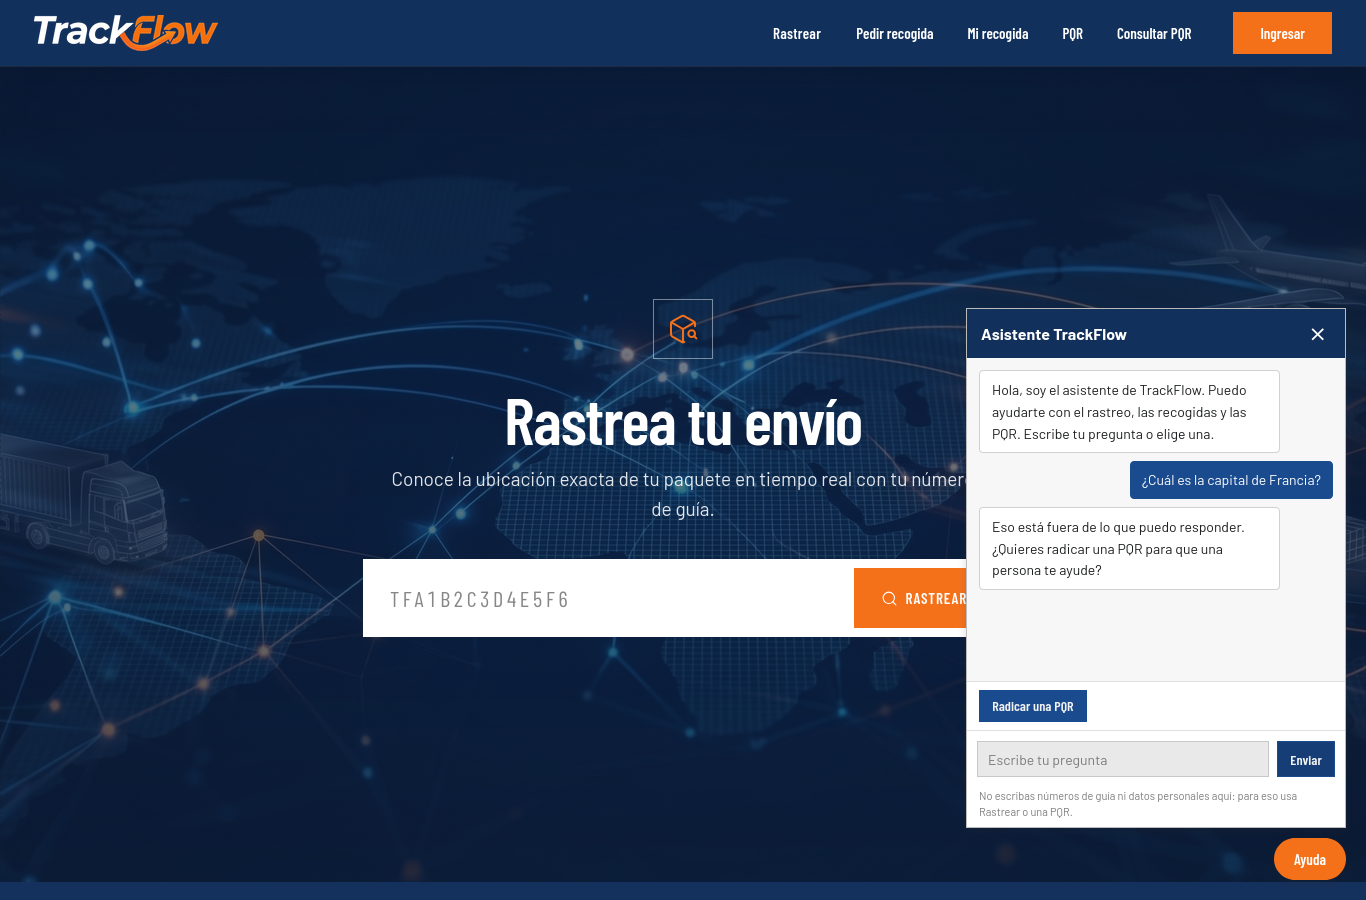 TrackFlow
Rastrear
Pedir recogida
Mi recogida
PQR
Consultar PQR
Ingresar
Rastrea tu envío
Conoce la ubicación exacta de tu paquete en tiempo real con tu número
de guía.
TFA1B2C3D4E5F6
RASTREAR
Asistente TrackFlow
Hola, soy el asistente de TrackFlow. Puedo
ayudarte con el rastreo, las recogidas y las
PQR. Escribe tu pregunta o elige una.
¿Cuál es la capital de Francia?
Eso está fuera de lo que puedo responder.
¿Quieres radicar una PQR para que una
persona te ayude?
Radicar una PQR
Escribe tu pregunta
Enviar
No escribas números de guía ni datos personales aquí: para eso usa
Rastrear o una PQR.
Ayuda